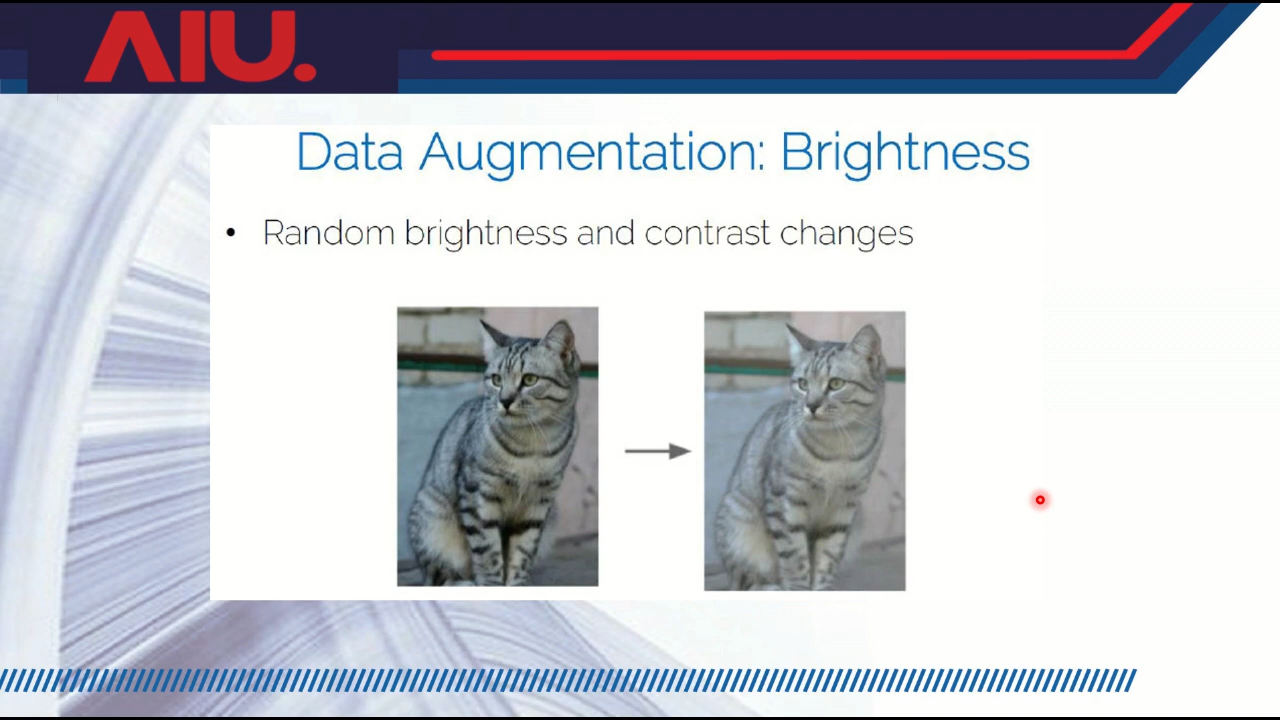 AIU.
Data Augmentation: Brightness
• Random brightness and contrast changes